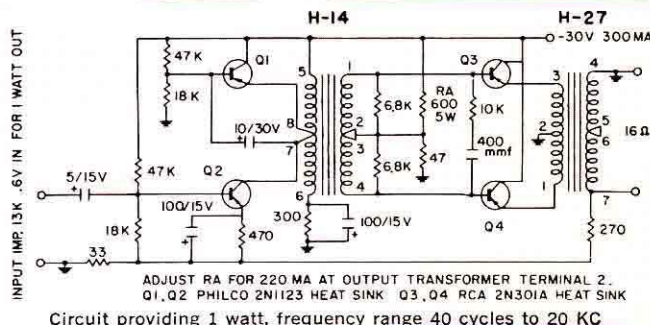 H-14
H-27
-30V 300 MA
47K
Q1
18K
10/30V
5
8
7
6
1
2
3
4
6.8K
6.8K
RA
600
5W
47
Q3
10K
400
mmf
Q4
3
2
1
4
5
6
7
16Ω
270
INPUT IMP. 13K .6V IN FOR 1 WATT OUT
5/15V
47K
18K
33
Q2
100/15V
470
300
100/15V
ADJUST RA FOR 220 MA AT OUTPUT TRANSFORMER TERMINAL 2.
Q1, Q2 PHILCO 2N1123 HEAT SINK Q3, Q4 RCA 2N301A HEAT SINK
Circuit providing 1 watt, frequency range 40 cycles to 20 KC